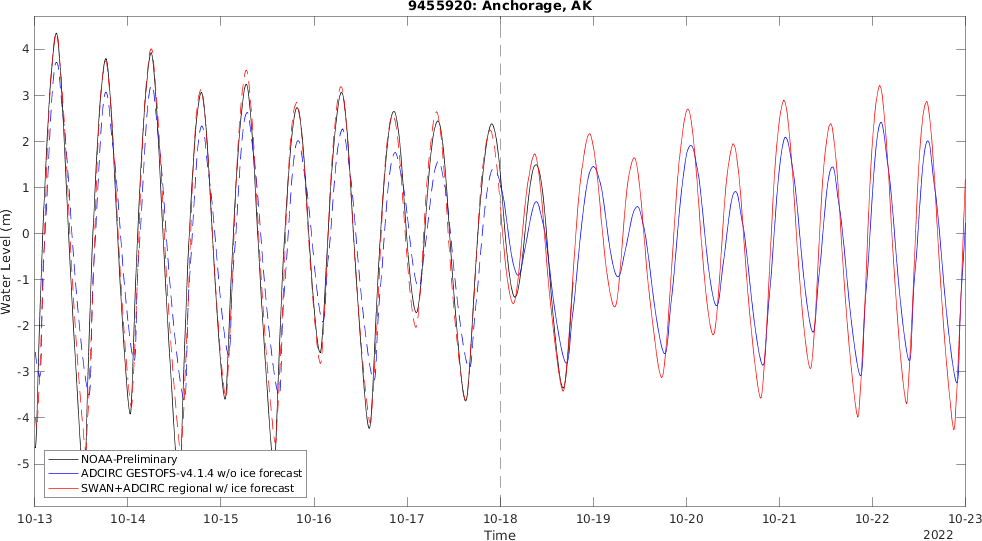 9455920: Anchorage, AK
4
3
2
1
0
-1
-2
-3
-4
-5
Water Level (m)
NOAA-Preliminary
ADCIRC GESTOFS-v4.1.4 w/o ice forecast
SWAN+ADCIRC regional w/ ice forecast
10-13 10-14 10-15 10-16 10-17 10-18 10-19 10-20 10-21 10-22 10-23
Time
2022